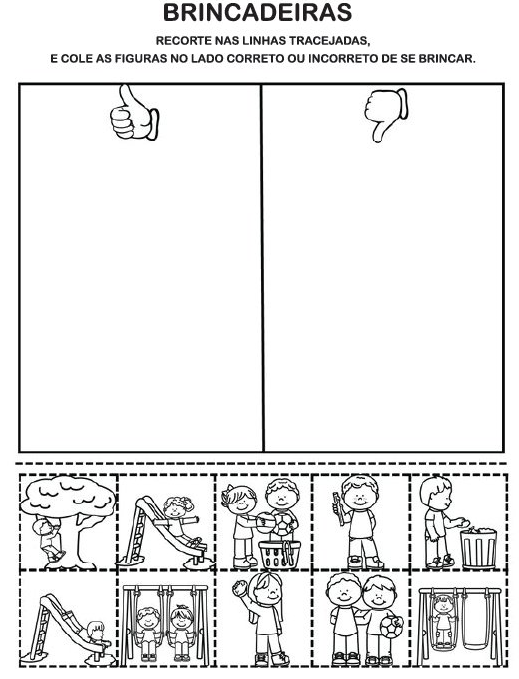 BRINCADEIRAS
RECORTE NAS LINHAS TRACEJADAS,
E COLE AS FIGURAS NO LADO CORRETO OU INCORRETO DE SE BRINCAR.